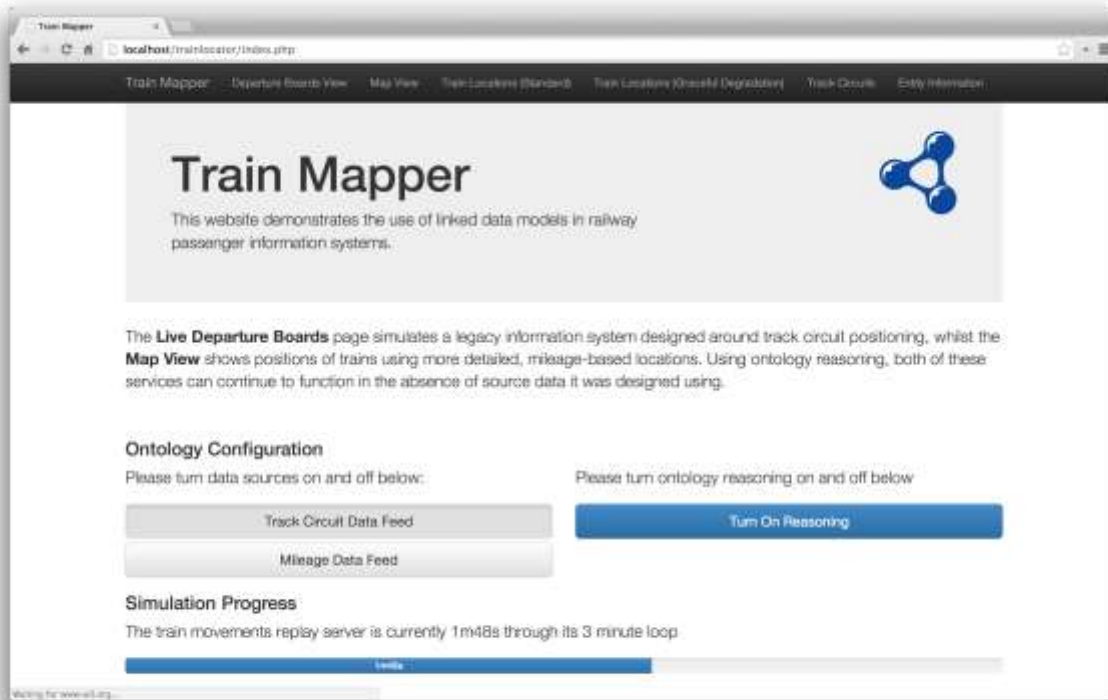 Train Mapper
localhost/trainlocator/index.php
Train Mapper Departure Boards View Map View Train Locations (Standard) Train Locations (Graceful Degradation) Track Circuits Entity Information
Train Mapper
This website demonstrates the use of linked data models in railway
passenger information systems.
The Live Departure Boards page simulates a legacy information system designed around track circuit positioning, whilst the
Map View shows positions of trains using more detailed, mileage-based locations. Using ontology reasoning, both of these
services can continue to function in the absence of source data it was designed using.
Ontology Configuration
Please turn data sources on and off below:
Please turn ontology reasoning on and off below
Track Circuit Data Feed
Turn On Reasoning
Mileage Data Feed
Simulation Progress
The train movements replay server is currently 1m48s through its 3 minute loop
1m48s
Waiting for www.w3.org...